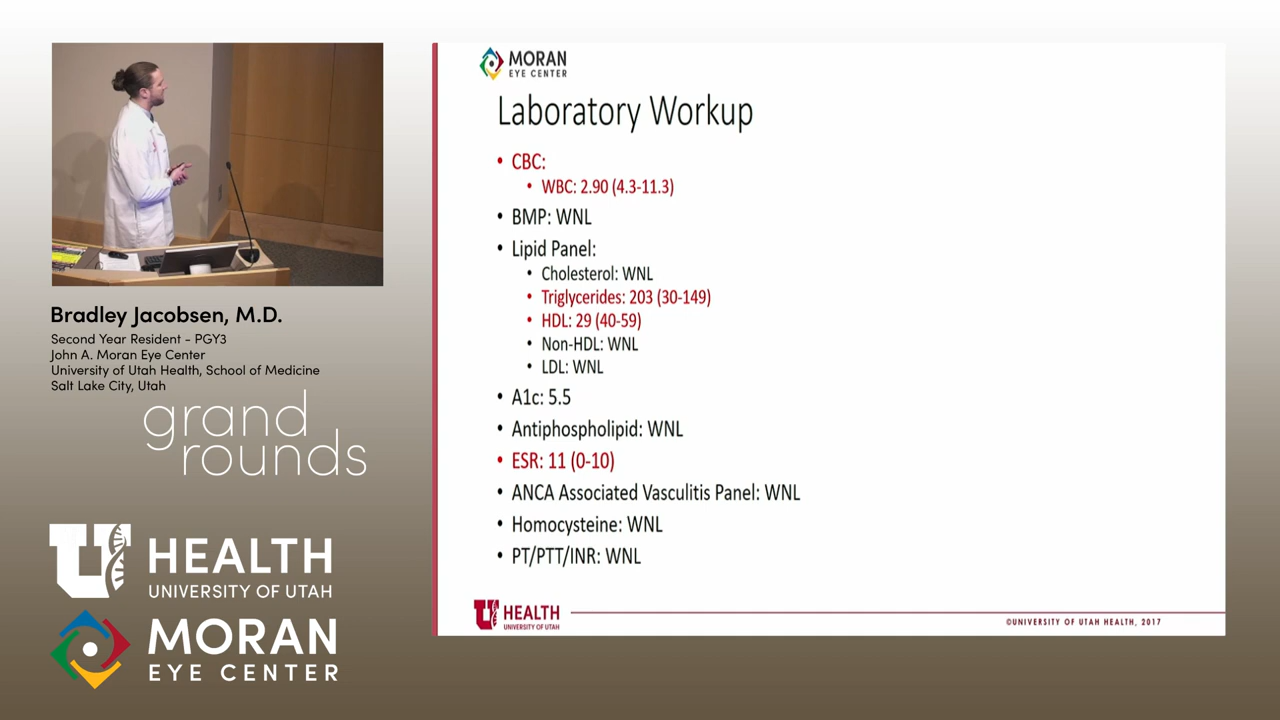 MORAN
EYE CENTER
Laboratory Workup
• CBC:
• WBC: 2.90 (4.3-11.3)
• BMP: WNL
• Lipid Panel:
• Cholesterol: WNL
• Triglycerides: 203 (30-149)
• HDL: 29 (40-59)
• Non-HDL: WNL
• LDL: WNL
• A1c: 5.5
• Antiphospholipid: WNL
• ESR: 11 (0-10)
• ANCA Associated Vasculitis Panel: WNL
• Homocysteine: WNL
• PT/PTT/INR: WNL
U HEALTH
UNIVERSITY OF UTAH
©UNIVERSITY OF UTAH HEALTH, 2017
Bradley Jacobsen, M.D.
Second Year Resident - PGY3
John A. Moran Eye Center
University of Utah Health, School of Medicine
Salt Lake City, Utah
grand
rounds
U HEALTH
UNIVERSITY OF UTAH
MORAN
EYE CENTER